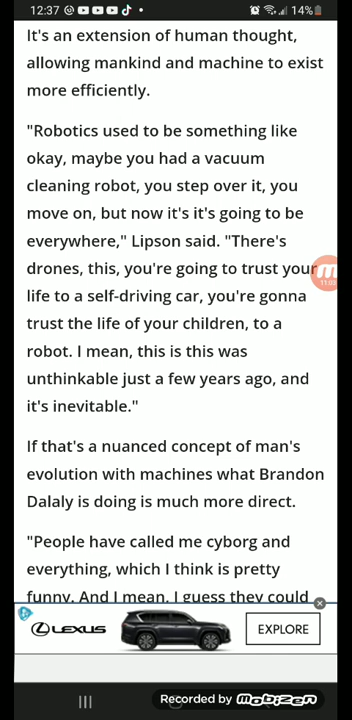 12:37
14%
It's an extension of human thought,
allowing mankind and machine to exist
more efficiently.
"Robotics used to be something like
okay, maybe you had a vacuum
cleaning robot, you step over it, you
move on, but now it's it's going to be
everywhere," Lipson said. "There's
drones, this, you're going to trust your
life to a self-driving car, you're gonna
trust the life of your children, to a
robot. I mean, this is this was
unthinkable just a few years ago, and
it's inevitable."
11:03
If that's a nuanced concept of man's
evolution with machines what Brandon
Dalaly is doing is much more direct.
"People have called me cyborg and
everything, which I think is pretty
funny. And I mean, I guess they could
LEXUS
EXPLORE
Recorded by mobizen